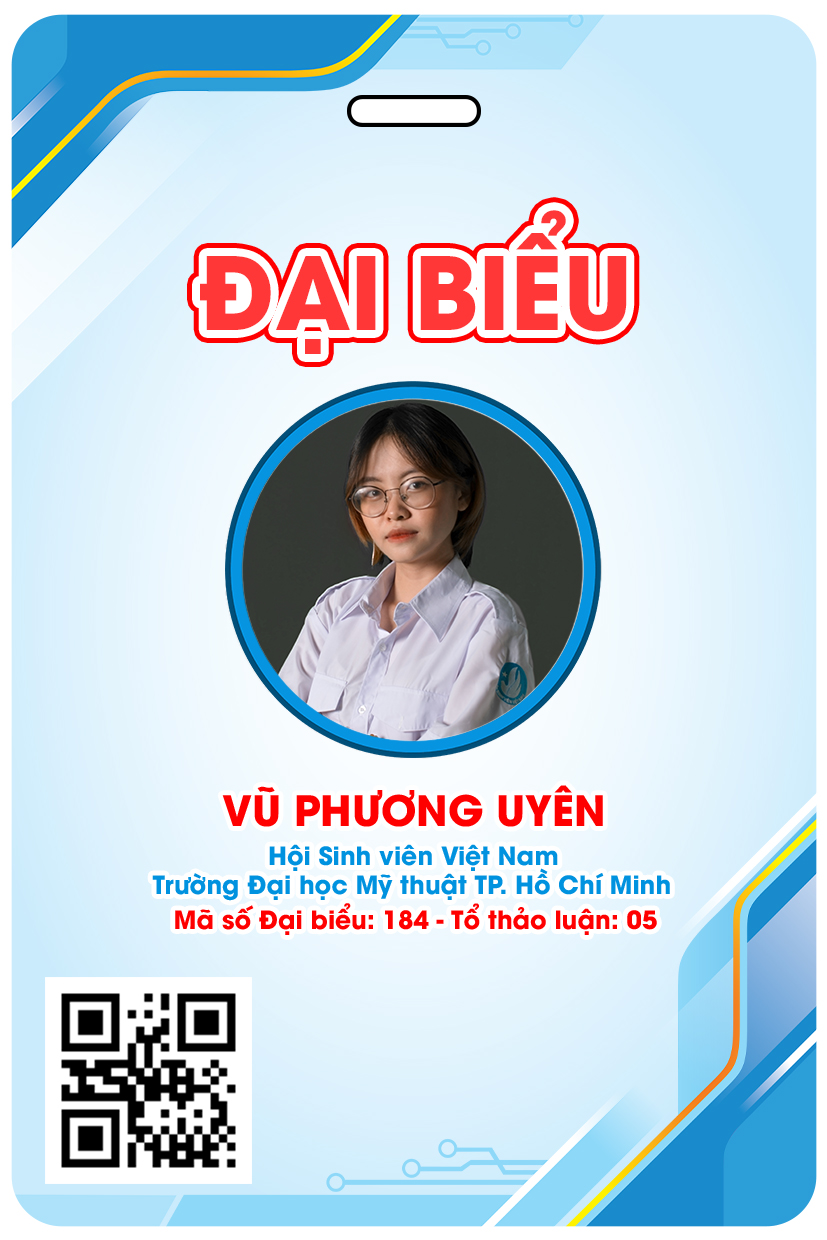 ĐẠI BIỂU
VŨ PHƯƠNG UYÊN
Hội Sinh viên Việt Nam
Trường Đại học Mỹ thuật TP. Hồ Chí Minh
Mã số Đại biểu: 184 - Tổ thảo luận: 05